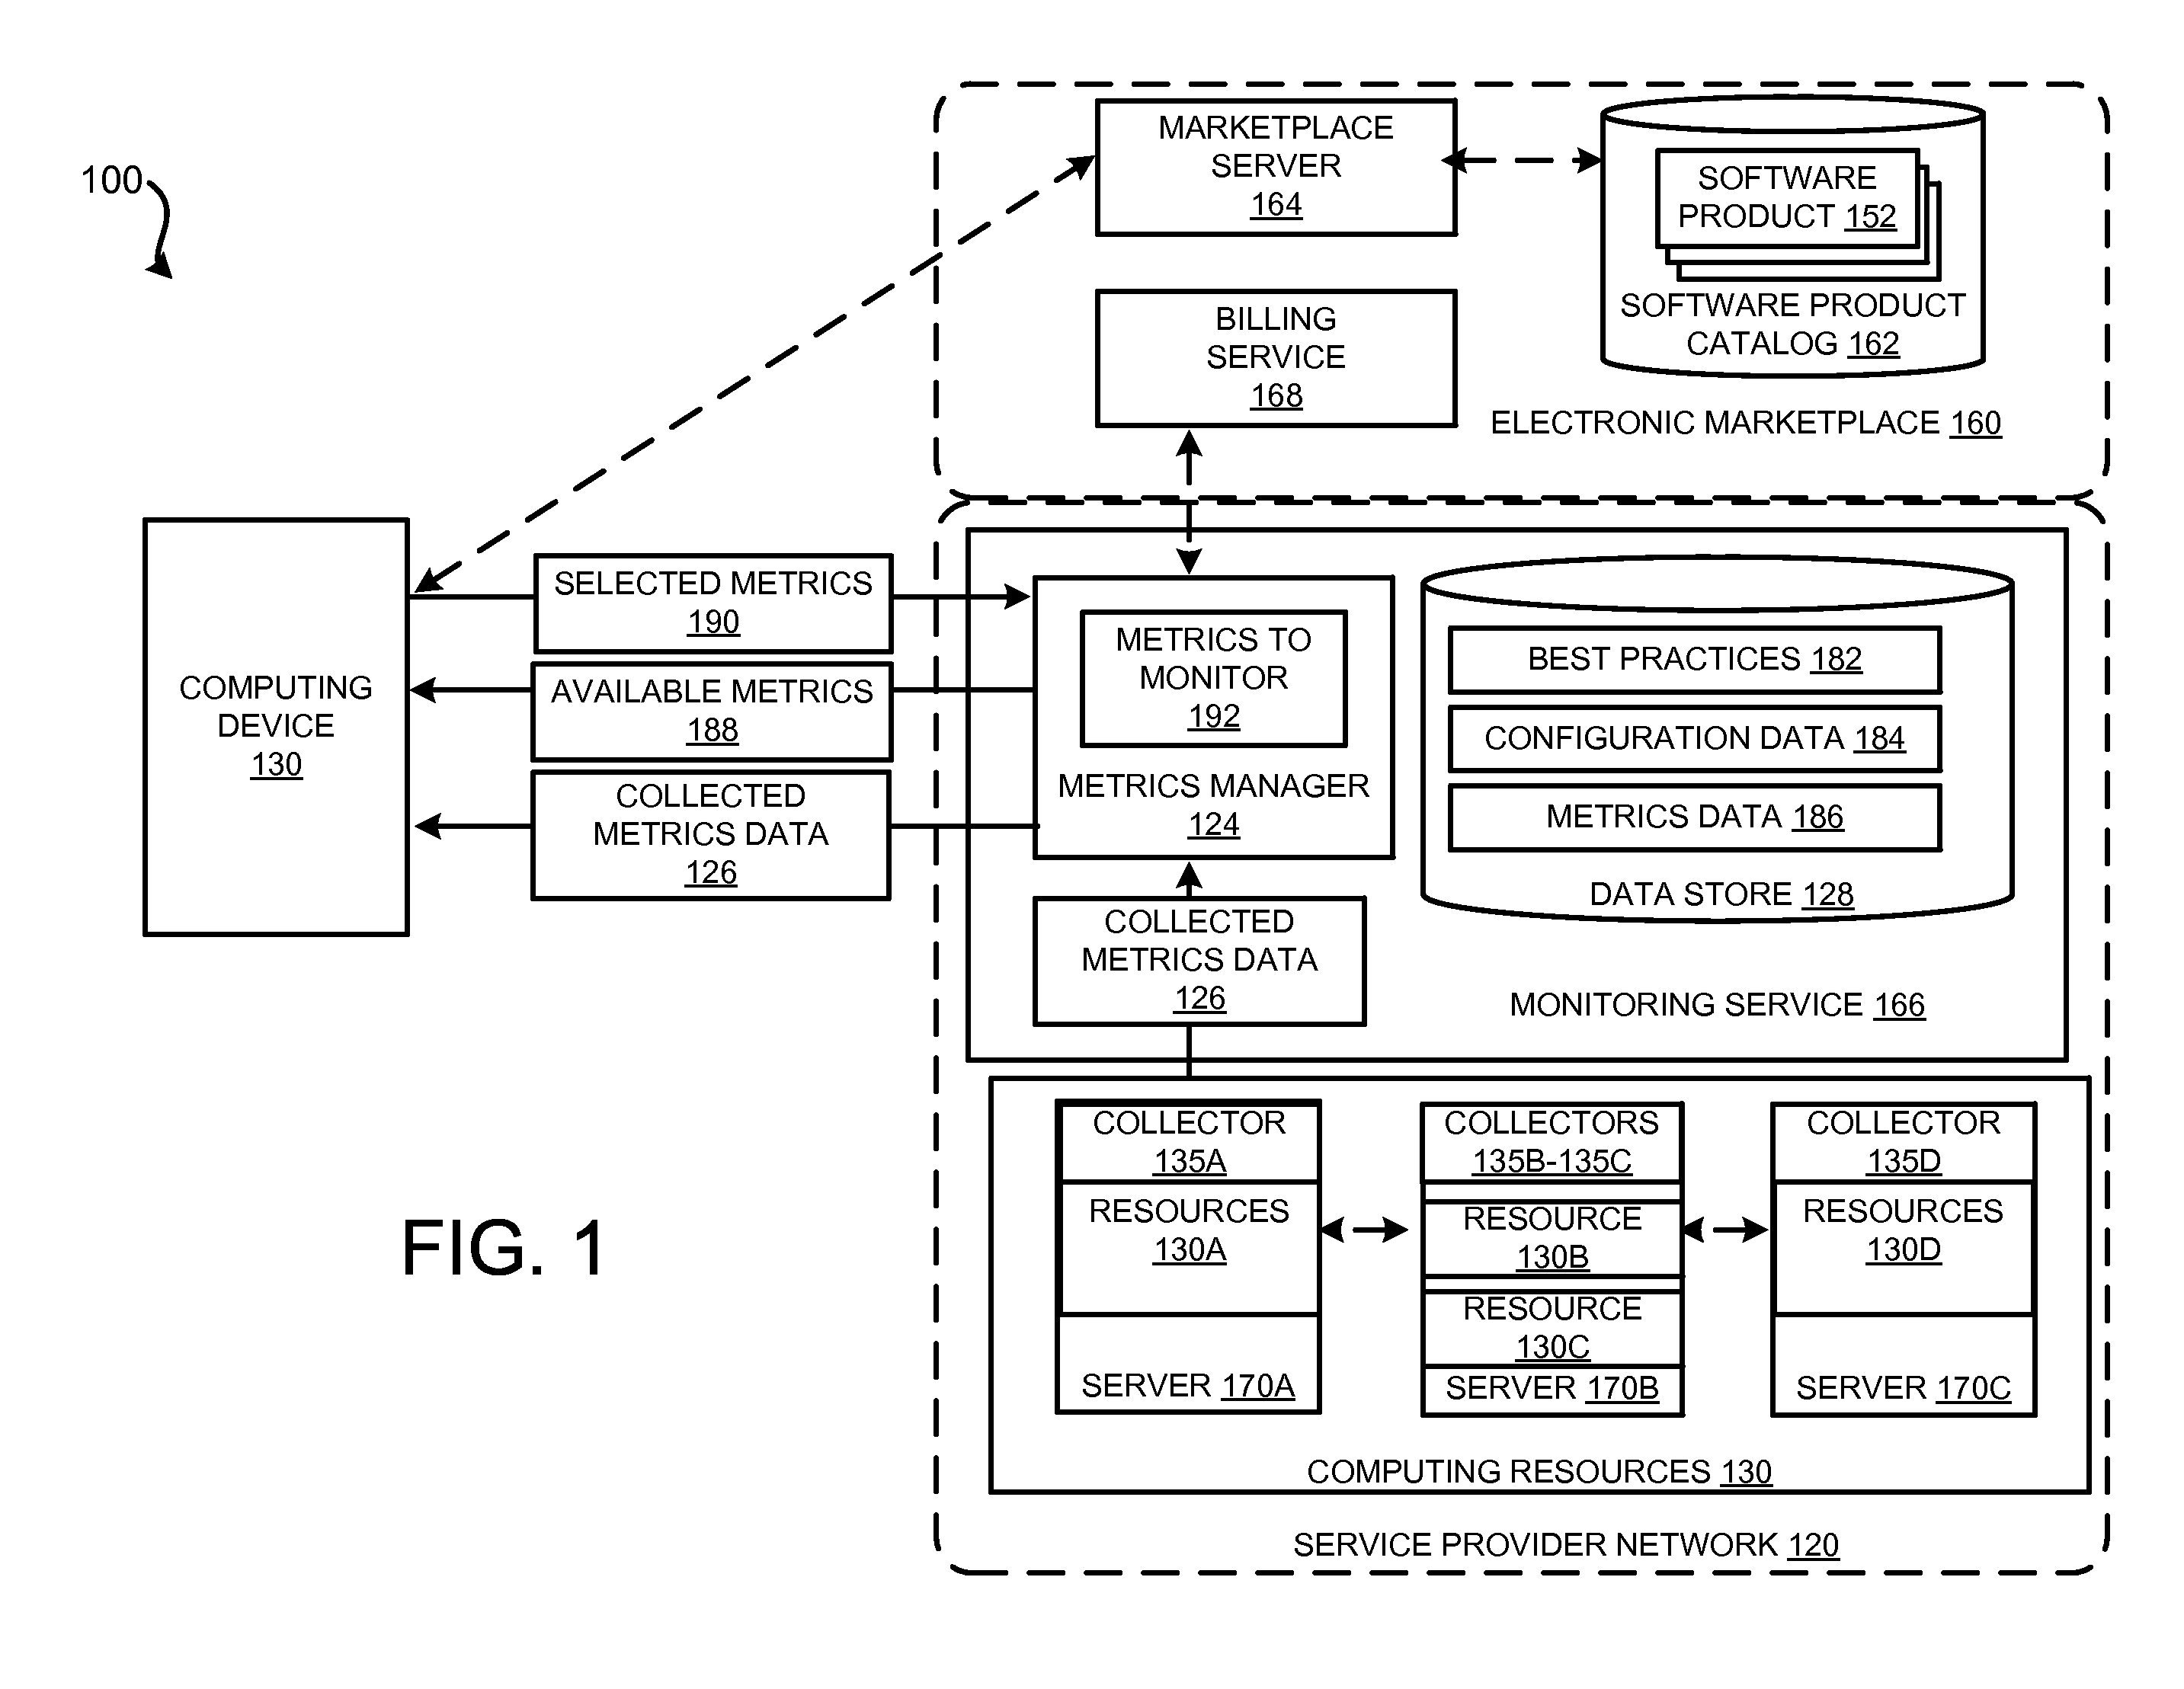 100
MARKETPLACE
SERVER
164
SOFTWARE
PRODUCT 152
SOFTWARE PRODUCT
CATALOG 162
BILLING
SERVICE
168
ELECTRONIC MARKETPLACE 160
COMPUTING
DEVICE
130
SELECTED METRICS
190
AVAILABLE METRICS
188
COLLECTED
METRICS DATA
126
METRICS TO
MONITOR
192
METRICS MANAGER
124
COLLECTED
METRICS DATA
126
BEST PRACTICES 182
CONFIGURATION DATA 184
METRICS DATA 186
DATA STORE 128
MONITORING SERVICE 166
COLLECTOR
135A
RESOURCES
130A
SERVER 170A
COLLECTORS
135B-135C
RESOURCE
130B
RESOURCE
130C
SERVER 170B
COLLECTOR
135D
RESOURCES
130D
SERVER 170C
COMPUTING RESOURCES 130
SERVICE PROVIDER NETWORK 120
FIG. 1